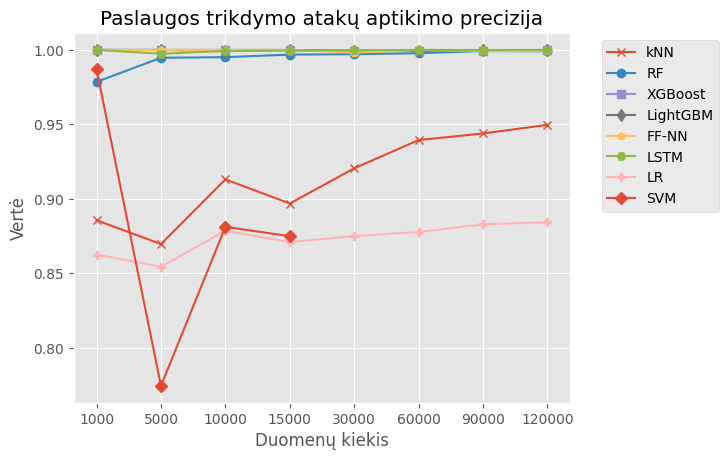 Paslaugos trikdymo atakų aptikimo precizija
1.00
0.95
0.90
0.85
0.80
Vertė
1000
5000
10000
15000
30000
60000
90000
120000
Duomenų kiekis
kNN
RF
XGBoost
LightGBM
FF-NN
LSTM
LR
SVM